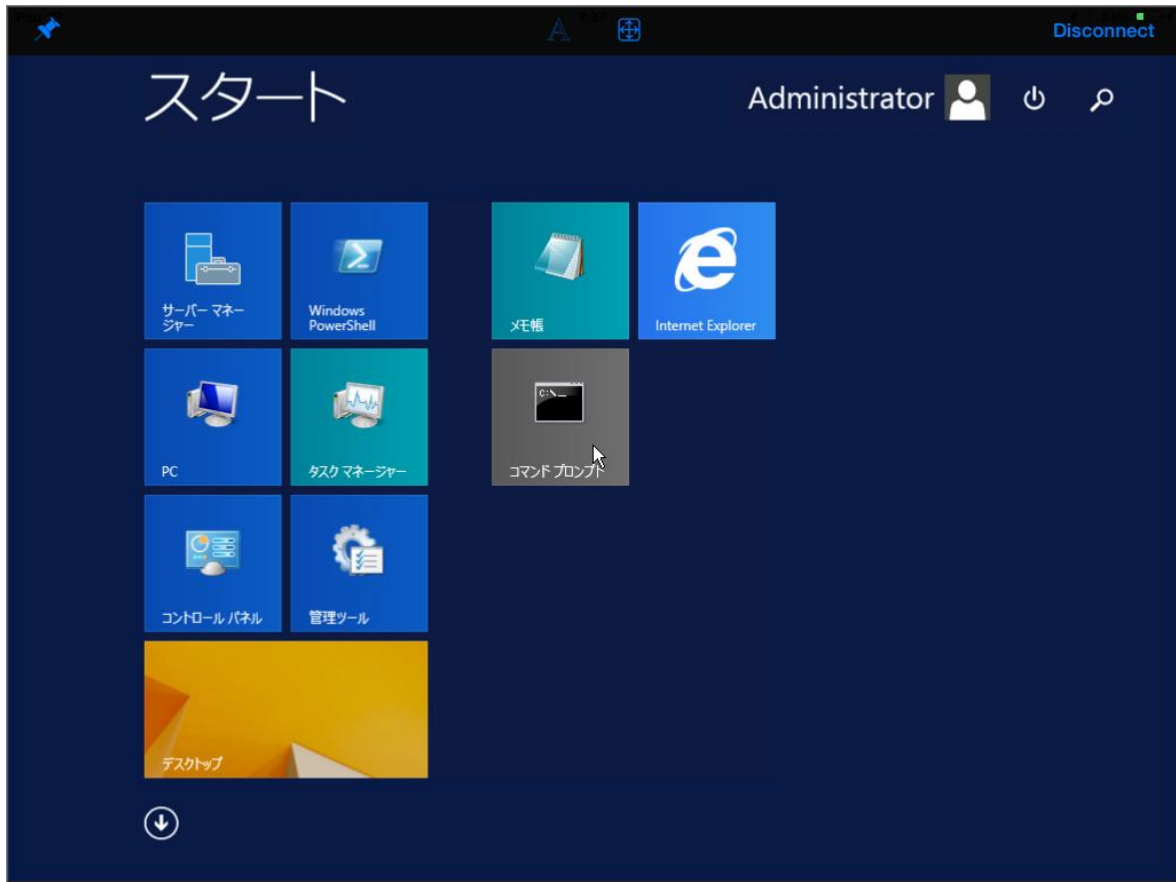 Disconnect
スタート
Administrator
サーバー マネー
ジャー
Windows
PowerShell
メモ帳
Internet Explorer
PC
タスク マネージャー
C:\_
コマンド プロンプト
コントロール パネル
管理ツール
デスクトップ